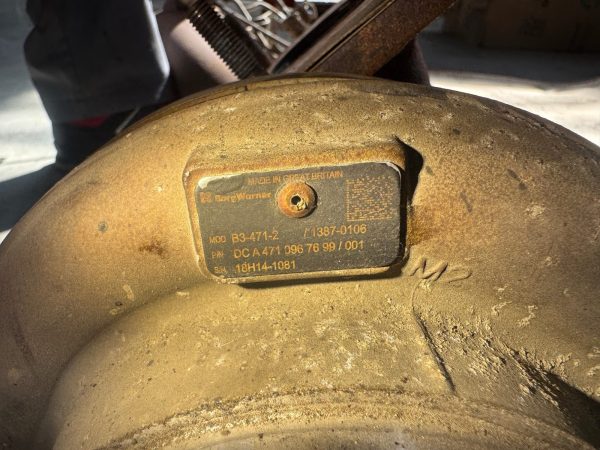 MADE IN GREAT BRITAIN
BorgWarner
MOD B3-471-2 / 1387-0106
P/N DC A 471 096 76 99 / 001
S/N 18H14-1081
M2